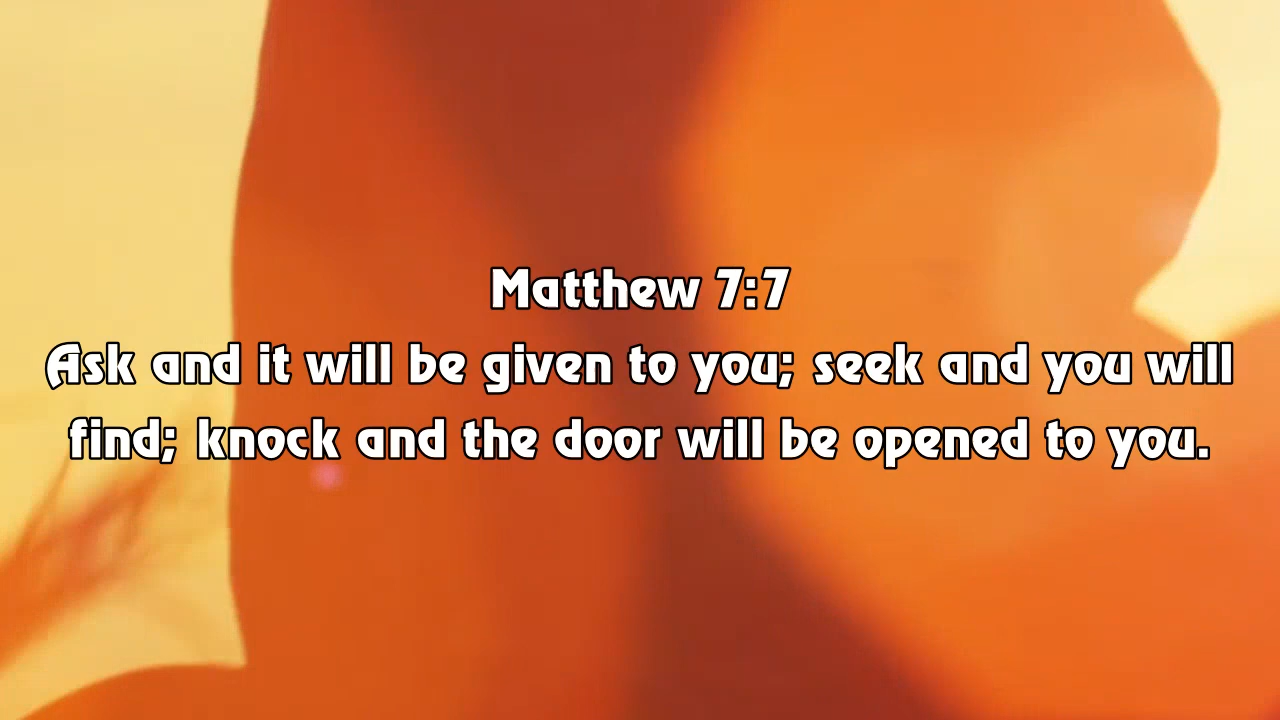 Matthew 7:7
Ask and it will be given to you; seek and you will
find; knock and the door will be opened to you.